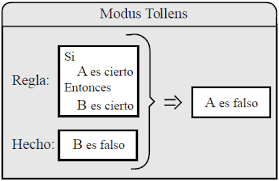 Modus Tollens
Regla:
Si
A es cierto
Entonces
B es cierto
Hecho:
B es falso
⇒
A es falso